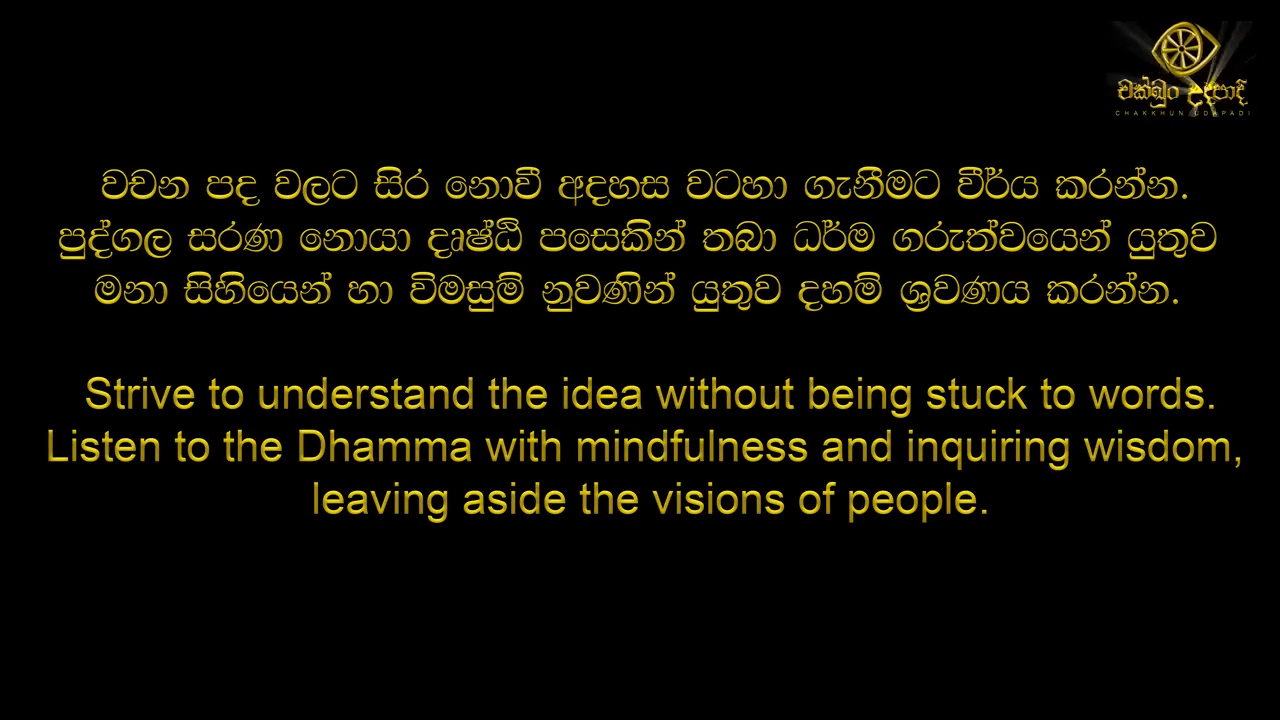 චක්ඛුං උදපාදි
CHAKKHUN UDAPADI
වචන පද වලට සිර නොවී අදහස වටහා ගැනීමට වීර්ය කරන්න.
පුද්ගල සරණ නොයා දෘෂ්ඨි පසෙකින් තබා ධර්ම ගරුත්වයෙන් යුතුව
මනා සිහියෙන් හා විමසුම් නුවණින් යුතුව දහම් ශ්‍රවණය කරන්න.
Strive to understand the idea without being stuck to words.
Listen to the Dhamma with mindfulness and inquiring wisdom,
leaving aside the visions of people.